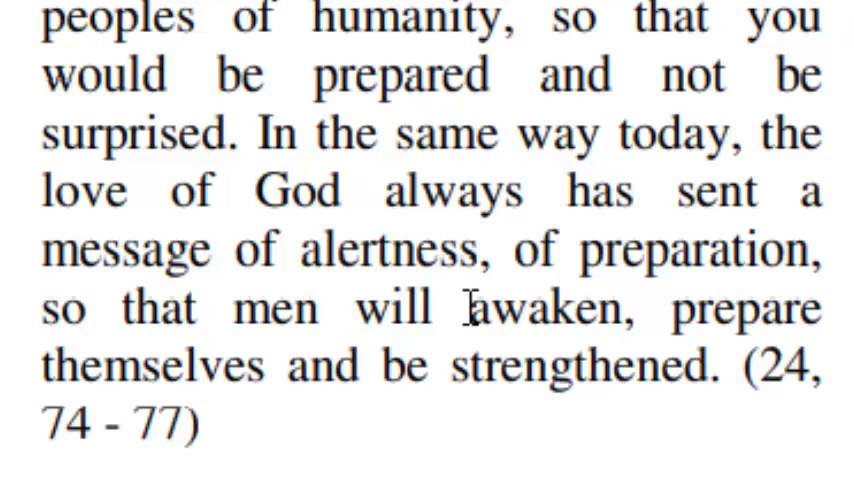 peoples of humanity, so that you
would be prepared and not be
surprised. In the same way today, the
love of God always has sent a
message of alertness, of preparation,
so that men will awaken, prepare
themselves and be strengthened. (24,
74 - 77)